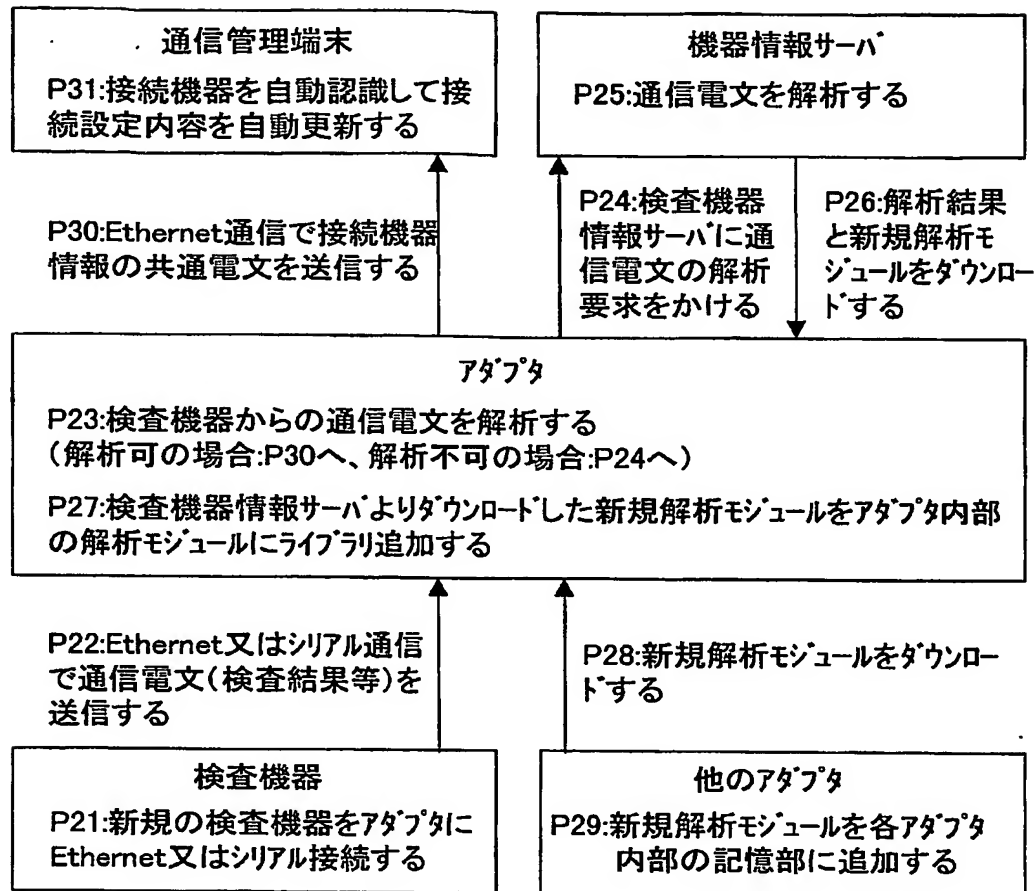 通信管理端末
P31:接続機器を自動認識して接
続設定内容を自動更新する
機器情報サーバ
P25:通信電文を解析する
P30:Ethernet通信で接続機器
情報の共通電文を送信する
P24:検査機器
情報サーバに通
信電文の解析
要求をかける
P26:解析結果
と新規解析モ
ジュールをダウンロー
ドする
アダプタ
P23:検査機器からの通信電文を解析する
(解析可の場合:P30へ、解析不可の場合:P24へ)
P27:検査機器情報サーバよりダウンロードした新規解析モジュールをアダプタ内部
の解析モジュールにライブラリ追加する
P22:Ethernet又はシリアル通信
で通信電文(検査結果等)を
送信する
P28:新規解析モジュールをダウンロー
ドする
検査機器
P21:新規の検査機器をアダプタに
Ethernet又はシリアル接続する
他のアダプタ
P29:新規解析モジュールを各アダプタ
内部の記憶部に追加する